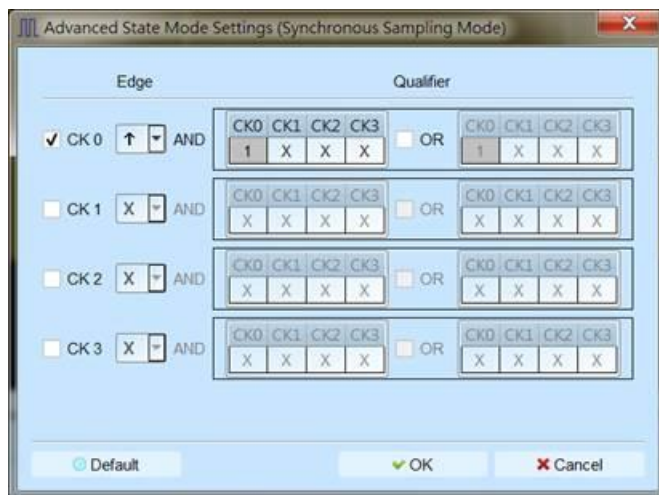 Advanced State Mode Settings (Synchronous Sampling Mode)
Edge Qualifier
CK0 CK1 CK2 CK3 CK0 CK1 CK2 CK3
CK 0 ↑ AND OR
1 X X X 1 X X X
CK0 CK1 CK2 CK3 CK0 CK1 CK2 CK3
CK 1 X AND OR
X X X X X X X X
CK0 CK1 CK2 CK3 CK0 CK1 CK2 CK3
CK 2 X AND OR
X X X X X X X X
CK0 CK1 CK2 CK3 CK0 CK1 CK2 CK3
CK 3 X AND OR
X X X X X X X X
Default OK Cancel